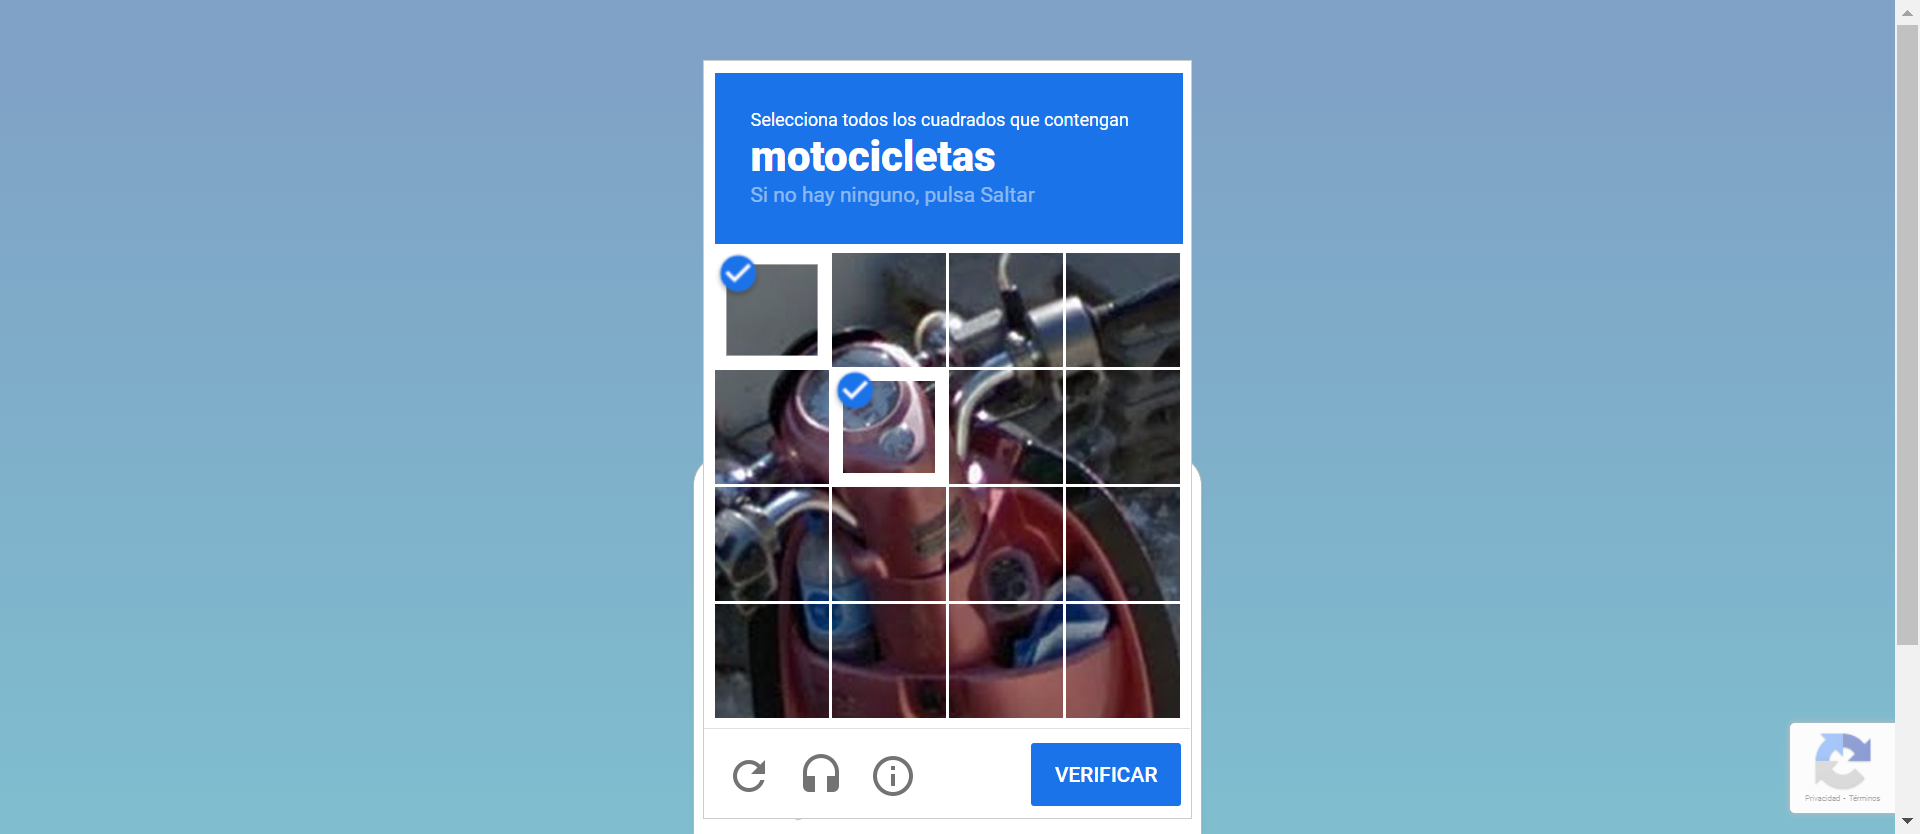 Selecciona todos los cuadrados que contengan
motocicletas
Si no hay ninguno, pulsa Saltar
VERIFICAR
Privacidad - Términos